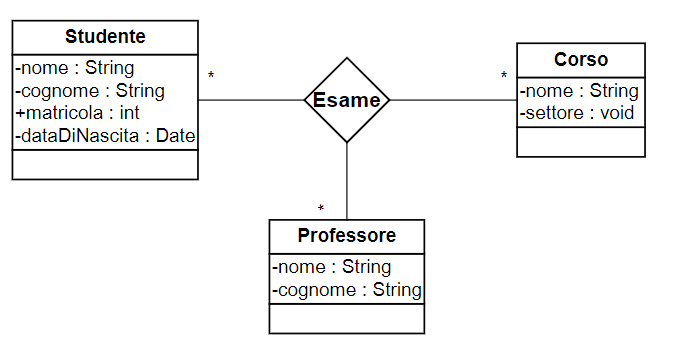 Studente
-nome : String
-cognome : String
+matricola : int
-dataDiNascita : Date
*
Esame
*
Corso
-nome : String
-settore : void
*
Professore
-nome : String
-cognome : String